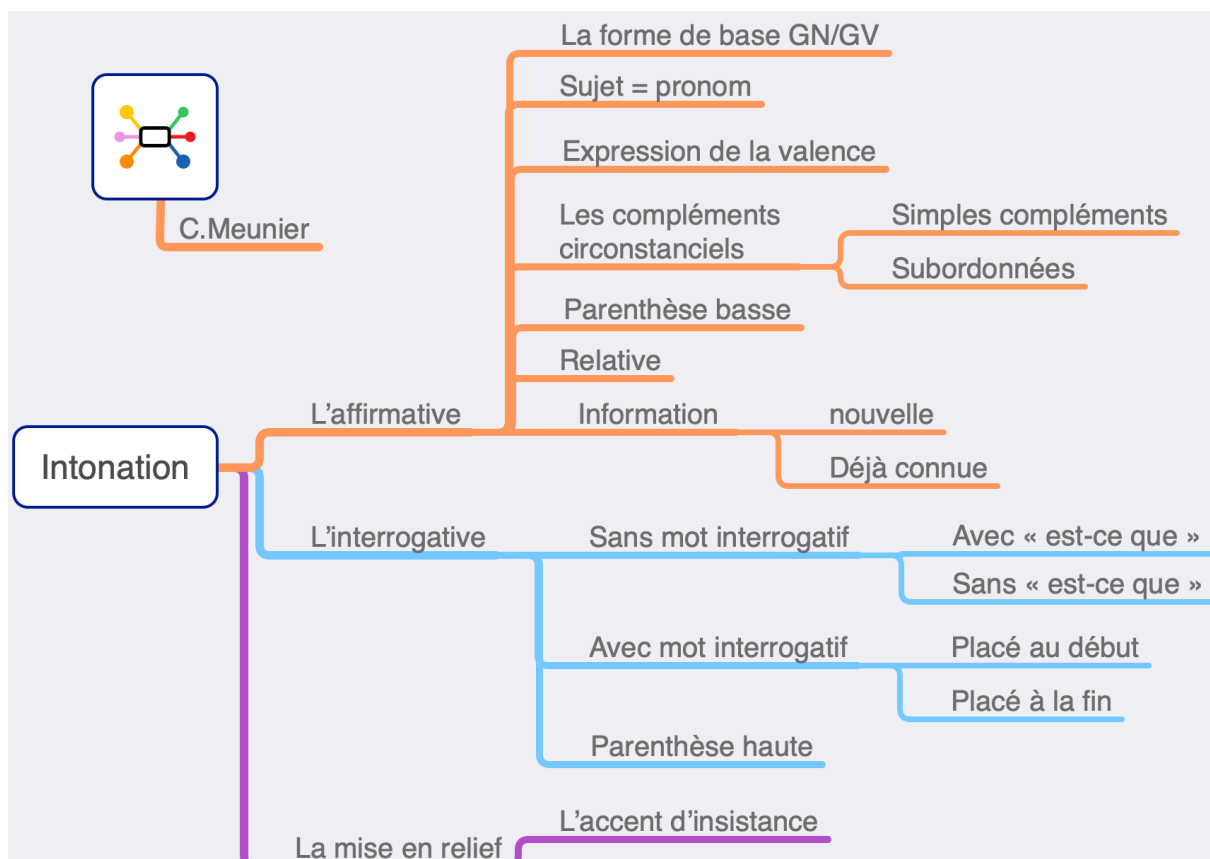 La forme de base GN/GV
Sujet = pronom
Expression de la valence
C.Meunier
Les compléments
circonstanciels
Simples compléments
Subordonnées
Parenthèse basse
Relative
L’affirmative
Information
nouvelle
Déjà connue
Intonation
L’interrogative
Sans mot interrogatif
Avec « est-ce que »
Sans « est-ce que »
Avec mot interrogatif
Placé au début
Placé à la fin
Parenthèse haute
L’accent d’insistance
La mise en relief